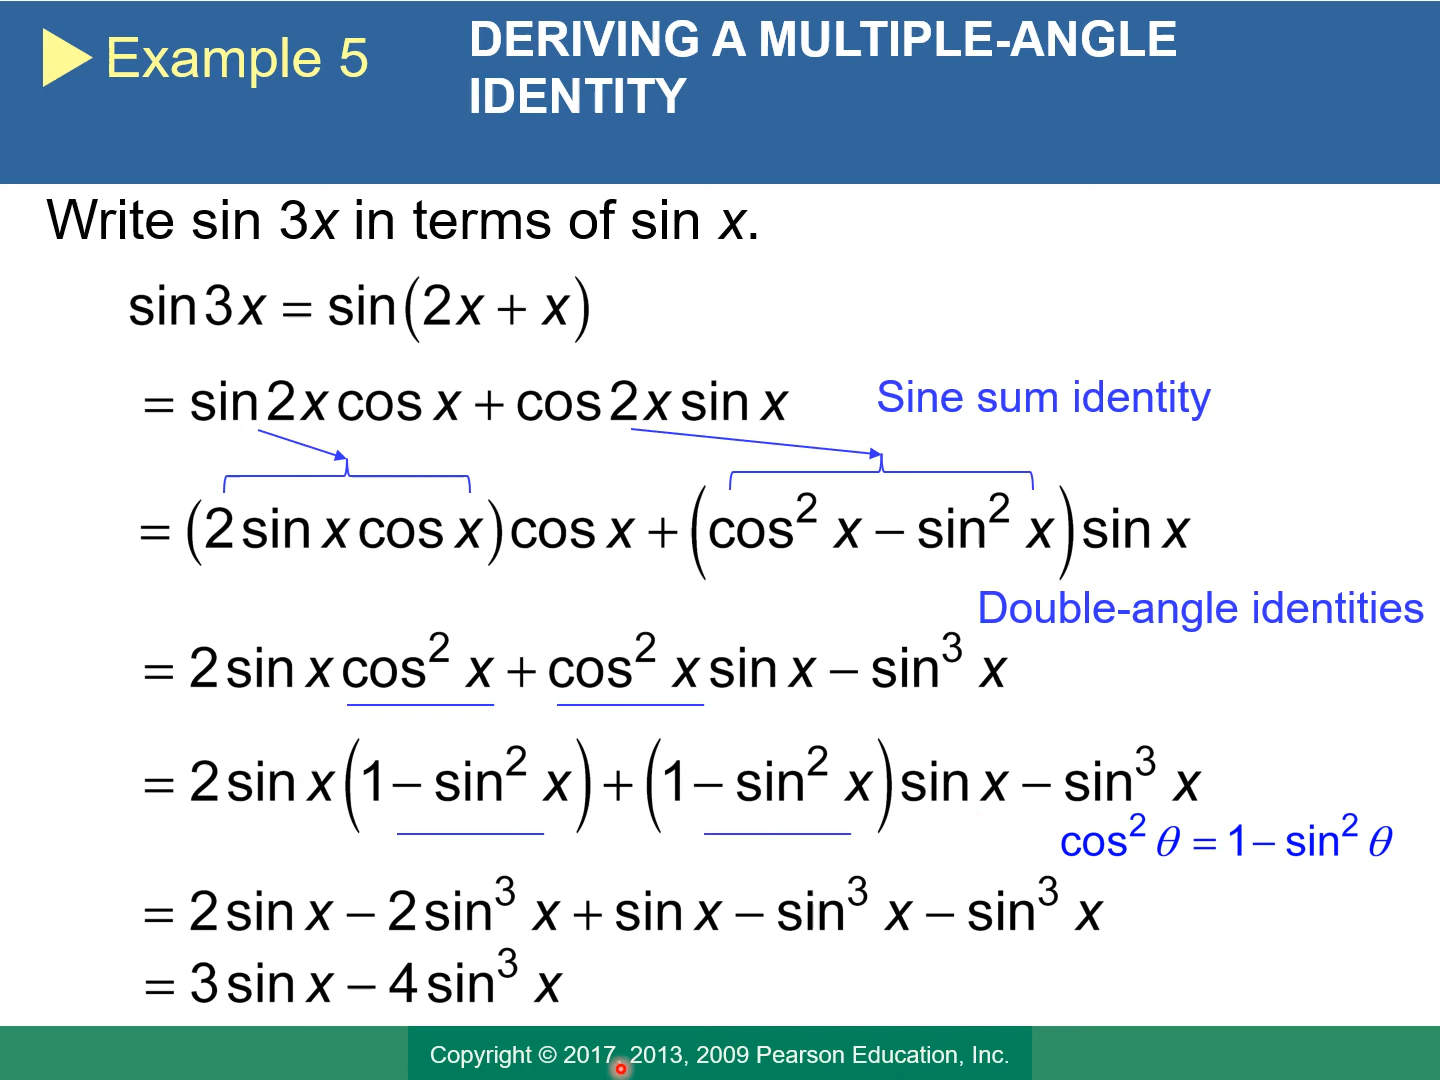 Example 5
DERIVING A MULTIPLE-ANGLE
IDENTITY
Write sin 3x in terms of sin x.
sin 3x = sin(2x + x)
= sin 2x cos x + cos 2x sin x
Sine sum identity
= (2 sin x cos x) cos x + (cos² x − sin² x) sin x
Double-angle identities
= 2 sin x cos² x + cos² x sin x − sin³ x
= 2 sin x (1 − sin² x) + (1 − sin² x) sin x − sin³ x
cos² θ = 1 − sin² θ
= 2 sin x − 2 sin³ x + sin x − sin³ x − sin³ x
= 3 sin x − 4 sin³ x
Copyright © 2017, 2013, 2009 Pearson Education, Inc.